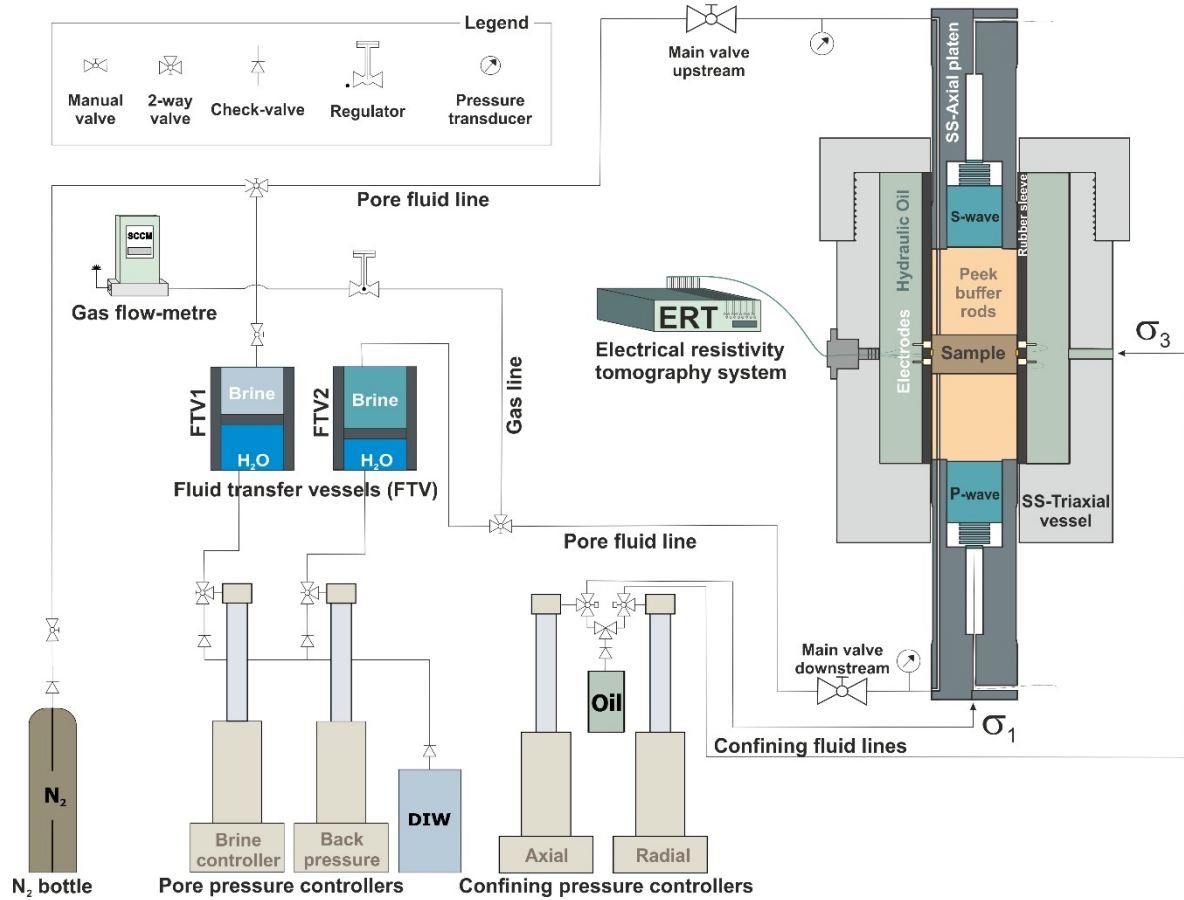 Legend
Manual
valve
2-way
valve
Check-valve
Regulator
Pressure
transducer
Main valve
upstream
SS-Axial platen
Pore fluid line
SCCM
Gas flow-metre
S-wave
Rubber sleeve
Hydraulic Oil
Peek
buffer
rods
ERT
Electrical resistivity
tomography system
Electrodes
Sample
σ3
FTV1
Brine
H2O
FTV2
Brine
H2O
Fluid transfer vessels (FTV)
Gas line
P-wave
SS-Triaxial
vessel
Pore fluid line
Main valve
downstream
Oil
σ1
Confining fluid lines
N2
N2 bottle
DIW
Brine
controller
Back
pressure
Pore pressure controllers
Axial
Radial
Confining pressure controllers